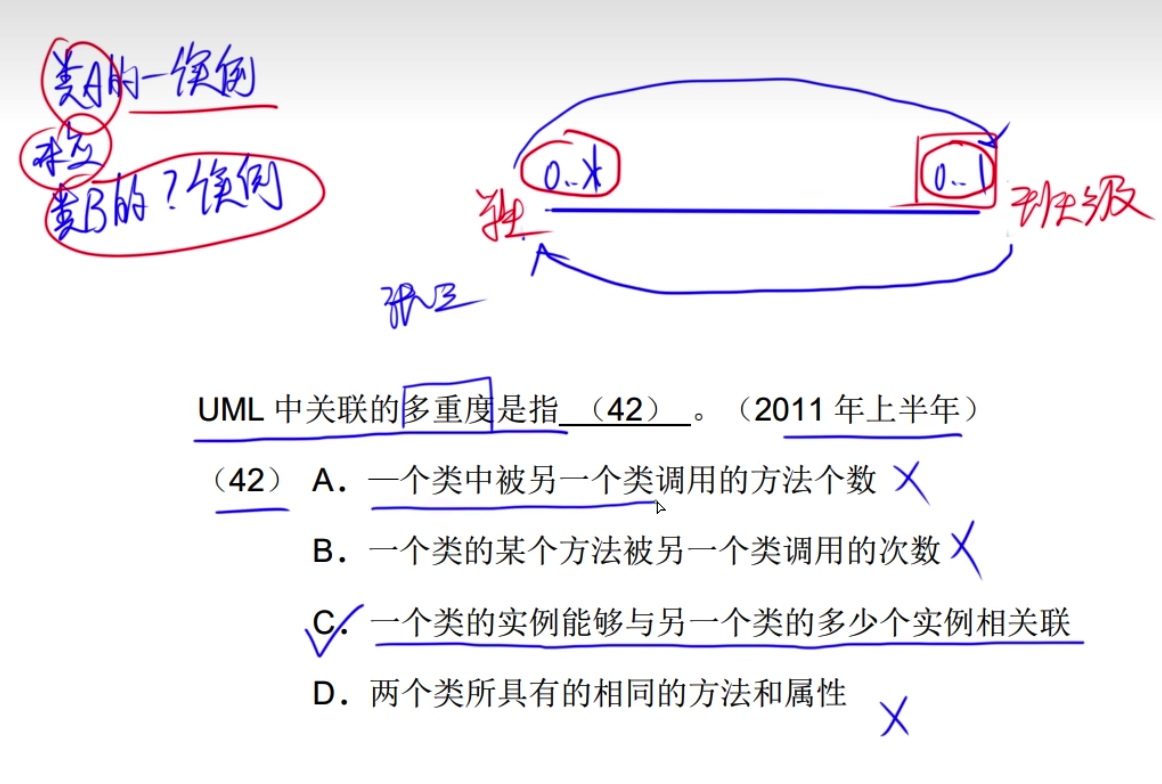 类A的一实例
对应
类B的？实例
0..*
0..1
学生
班级
张三
UML 中关联的多重度是指 （42） 。（2011 年上半年）
（42） A．一个类中被另一个类调用的方法个数
B．一个类的某个方法被另一个类调用的次数
C．一个类的实例能够与另一个类的多少个实例相关联
D．两个类所具有的相同的方法和属性